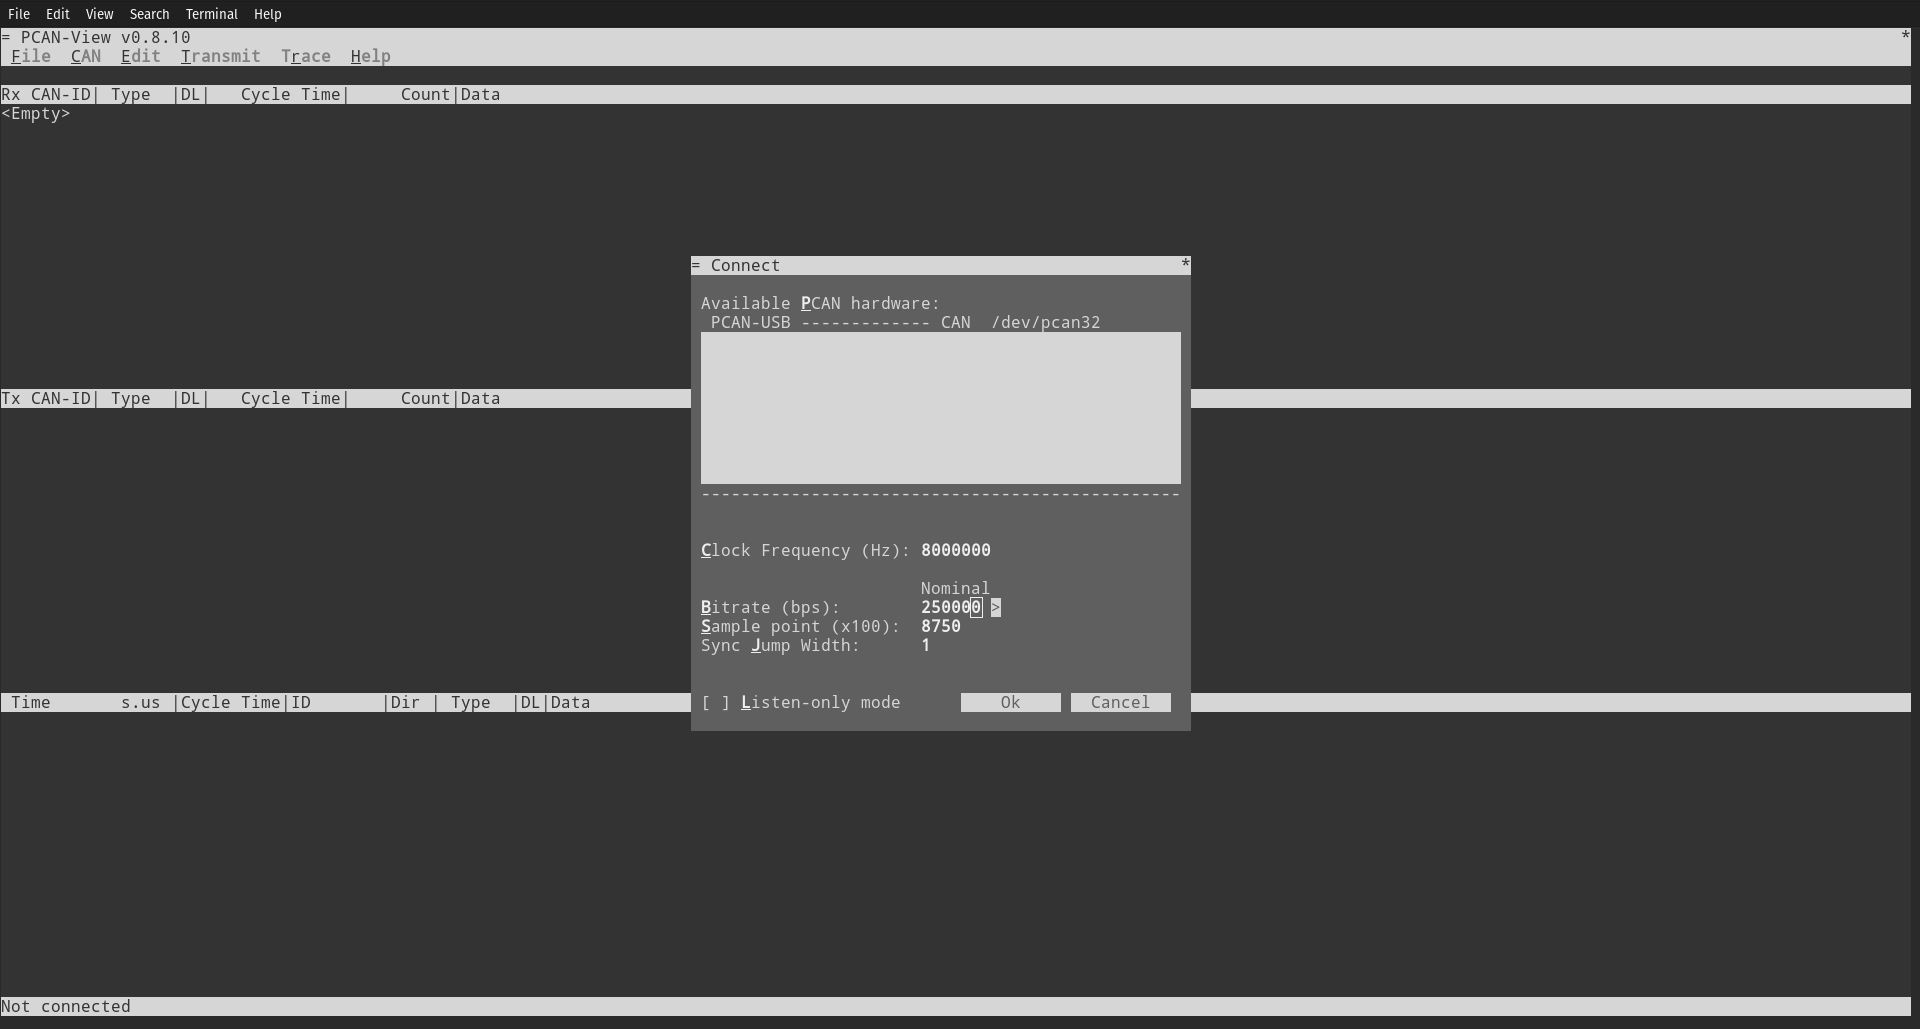 File Edit View Search Terminal Help
= PCAN-View v0.8.10 *
File CAN Edit Transmit Trace Help
Rx CAN-ID| Type |DL| Cycle Time| Count|Data
<Empty>
= Connect *
Available PCAN hardware:
PCAN-USB ------------- CAN /dev/pcan32
Tx CAN-ID| Type |DL| Cycle Time| Count|Data
------------------------------------------------
Clock Frequency (Hz): 8000000
Nominal
Bitrate (bps): 250000 >
Sample point (x100): 8750
Sync Jump Width: 1
Time s.us |Cycle Time|ID |Dir | Type |DL|Data
[ ] Listen-only mode Ok Cancel
Not connected